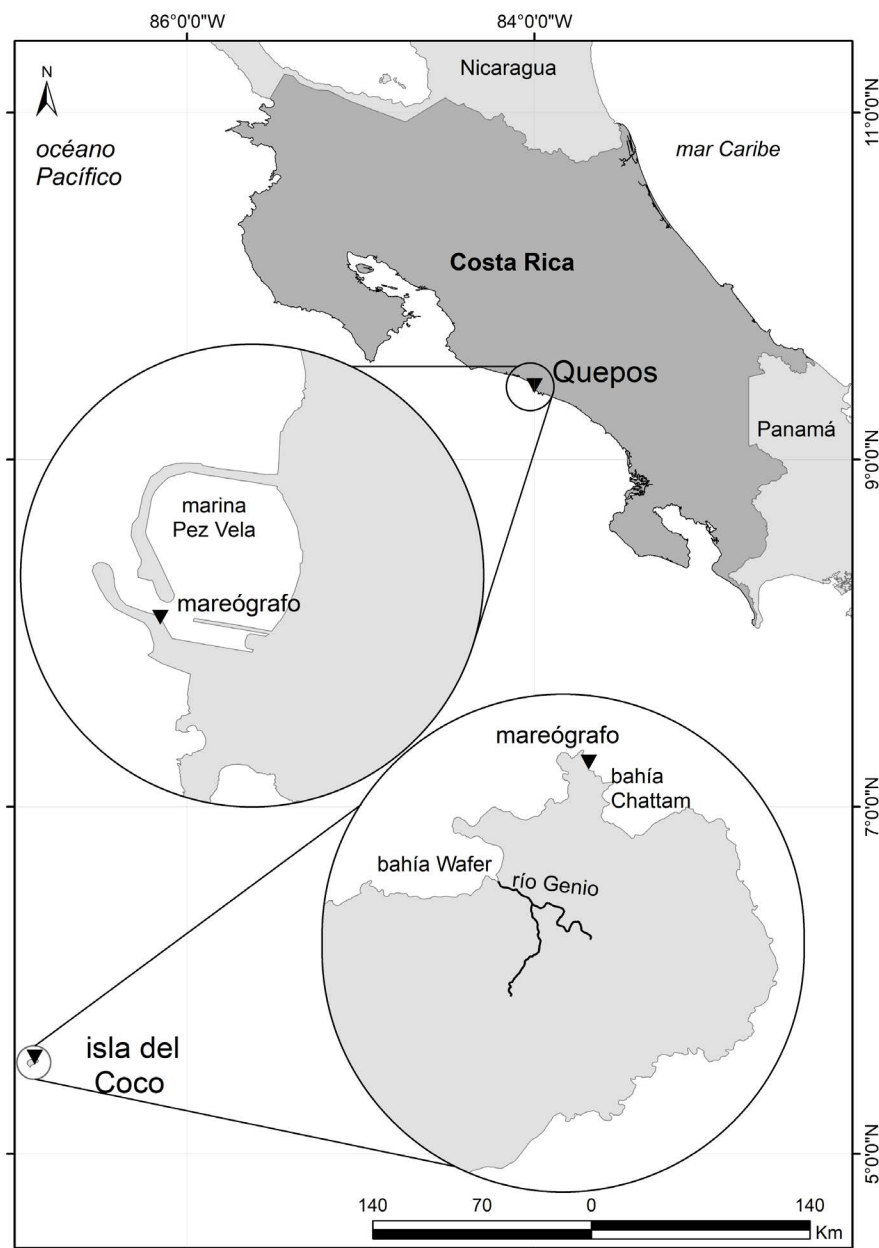 86°0'0"W
84°0'0"W
Nicaragua
N
11°0'0"N
océano
Pacífico
mar Caribe
Costa Rica
Quepos
Panamá
9°0'0"N
marina
Pez Vela
mareógrafo
mareógrafo
bahía
Chattam
7°0'0"N
bahía Wafer
río Genio
isla del
Coco
5°0'0"N
140
70
0
140
Km